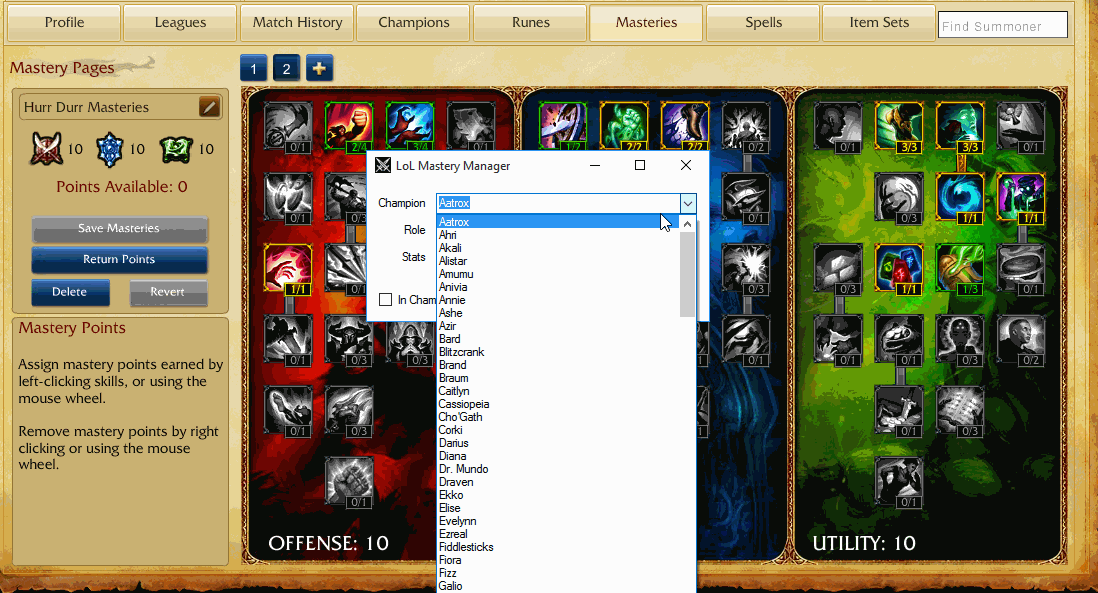 Profile
Leagues
Match History
Champions
Runes
Masteries
Spells
Item Sets
Find Summoner
Mastery Pages
1
2
Hurr Durr Masteries
10
10
10
Points Available: 0
Save Masteries
Return Points
Delete
Revert
Mastery Points
Assign mastery points earned by
left-clicking skills, or using the
mouse wheel.
Remove mastery points by right
clicking or using the mouse
wheel.
0/1
2/4
3/4
0/1
2/2
2/2
0/2
0/1
3/3
3/3
0/1
LoL Mastery Manager
Champion
Aatrox
Role
Stats
In Cham
Aatrox
Ahri
Akali
Alistar
Amumu
Anivia
Annie
Ashe
Azir
Bard
Blitzcrank
Brand
Braum
Caitlyn
Cassiopeia
Cho'Gath
Corki
Darius
Diana
Dr. Mundo
Draven
Ekko
Elise
Evelynn
Ezreal
Fiddlesticks
Fiora
Fizz
Galio
0/1
0/3
0/1
0/3
1/1
1/1
1/1
0/3
0/3
1/1
1/3
0/1
0/1
0/3
0/3
0/1
0/1
0/1
0/3
0/2
0/1
0/3
0/1
0/3
0/1
0/1
OFFENSE: 10
UTILITY: 10